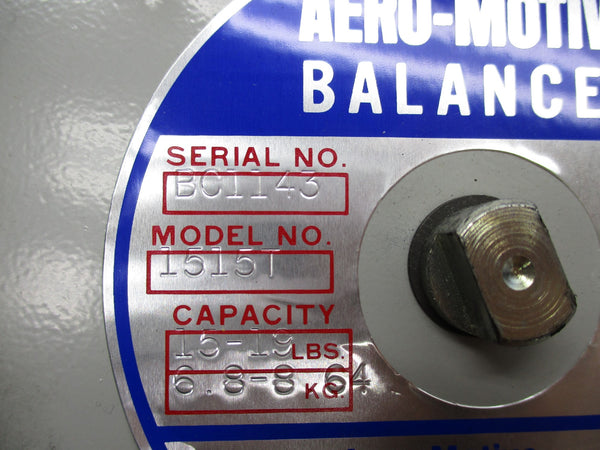 AERO-MOTIV
BALANCE
SERIAL NO.
BC1143
MODEL NO.
1515T
CAPACITY
15-19 LBS.
6.8-8.64 KG.